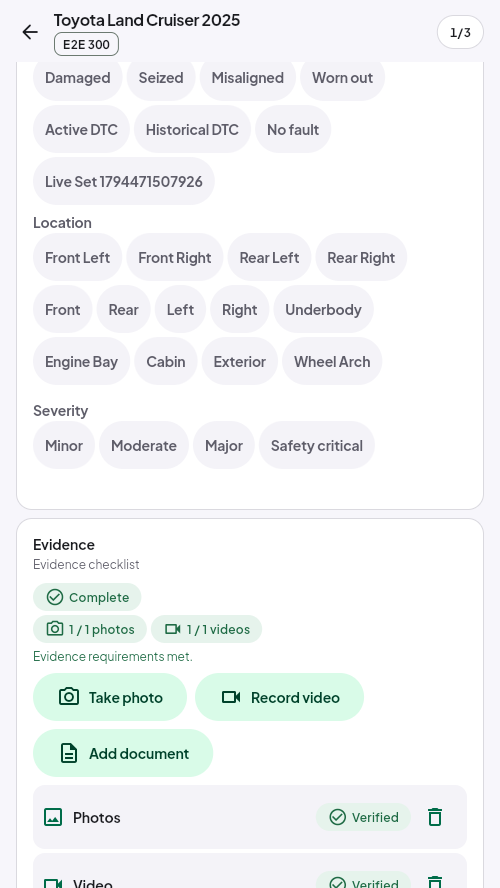 Toyota Land Cruiser 2025
E2E 300
1/3
Damaged Seized Misaligned Worn out
Active DTC Historical DTC No fault
Live Set 1794471507926
Location
Front Left Front Right Rear Left Rear Right
Front Rear Left Right Underbody
Engine Bay Cabin Exterior Wheel Arch
Severity
Minor Moderate Major Safety critical
Evidence
Evidence checklist
Complete
1 / 1 photos 1 / 1 videos
Evidence requirements met.
Take photo Record video
Add document
Photos Verified
Video Verified